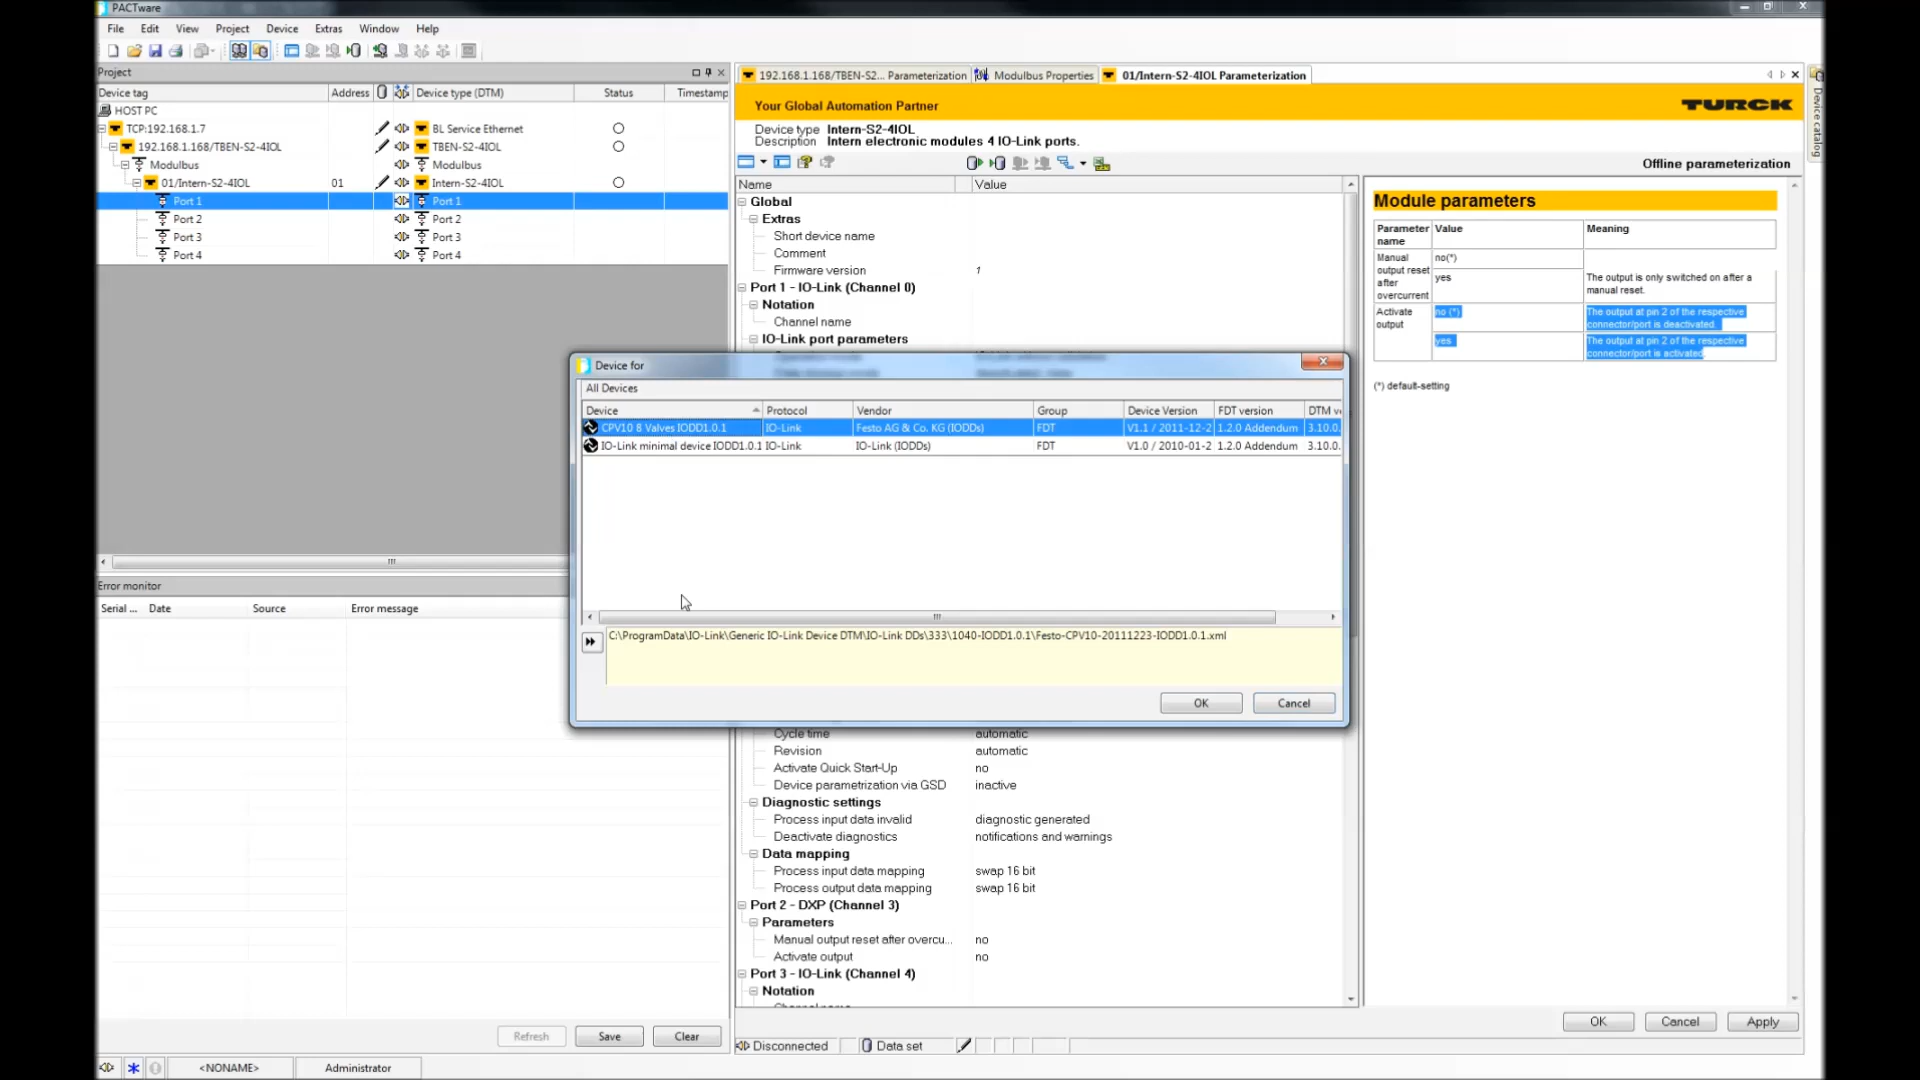 PACTware
File Edit View Project Device Extras Window Help
Project
Device tag Address Device type (DTM) Status Timestamp
HOST PC
TCP:192.168.1.7 BL Service Ethernet
192.168.1.168/TBEN-S2-4IOL TBEN-S2-4IOL
Modulbus Modulbus
01/Intern-S2-4IOL 01 Intern-S2-4IOL
Port 1 Port 1
Port 2 Port 2
Port 3 Port 3
Port 4 Port 4
Error monitor
Serial ... Date Source Error message
Refresh Save Clear
<NONAME> Administrator
192.168.1.168/TBEN-S2... Parameterization Modulbus Properties 01/Intern-S2-4IOL Parameterization
Device catalog
Your Global Automation Partner TURCK
Device type Intern-S2-4IOL
Description Intern electronic modules 4 IO-Link ports.
Offline parameterization
Name Value
Global
Extras
Short device name
Comment
Firmware version 1
Port 1 - IO-Link (Channel 0)
Notation
Channel name
IO-Link port parameters
Device for
All Devices
Device Protocol Vendor Group Device Version FDT version DTM v
CPV10 8 Valves IODD1.0.1 IO-Link Festo AG & Co. KG (IODDs) FDT V1.1 / 2011-12-2 1.2.0 Addendum 3.10.0.
IO-Link minimal device IODD1.0.1 IO-Link IO-Link (IODDs) FDT V1.0 / 2010-01-2 1.2.0 Addendum 3.10.0.
C:\ProgramData\IO-Link\Generic IO-Link Device DTM\IO-Link DDs\333\1040-IODD1.0.1\Festo-CPV10-20111223-IODD1.0.1.xml
OK Cancel
Cycle time automatic
Revision automatic
Activate Quick Start-Up no
Device parametrization via GSD inactive
Diagnostic settings
Process input data invalid diagnostic generated
Deactivate diagnostics notifications and warnings
Data mapping
Process input data mapping swap 16 bit
Process output data mapping swap 16 bit
Port 2 - DXP (Channel 3)
Parameters
Manual output reset after overcu... no
Activate output no
Port 3 - IO-Link (Channel 4)
Notation
Module parameters
Parameter name Value Meaning
Manual output reset after overcurrent no(*)
yes The output is only switched on after a manual reset.
Activate output no (*) The output at pin 2 of the respective connector/port is deactivated.
yes The output at pin 2 of the respective connector/port is activated.
(*) default-setting
OK Cancel Apply
Disconnected Data set